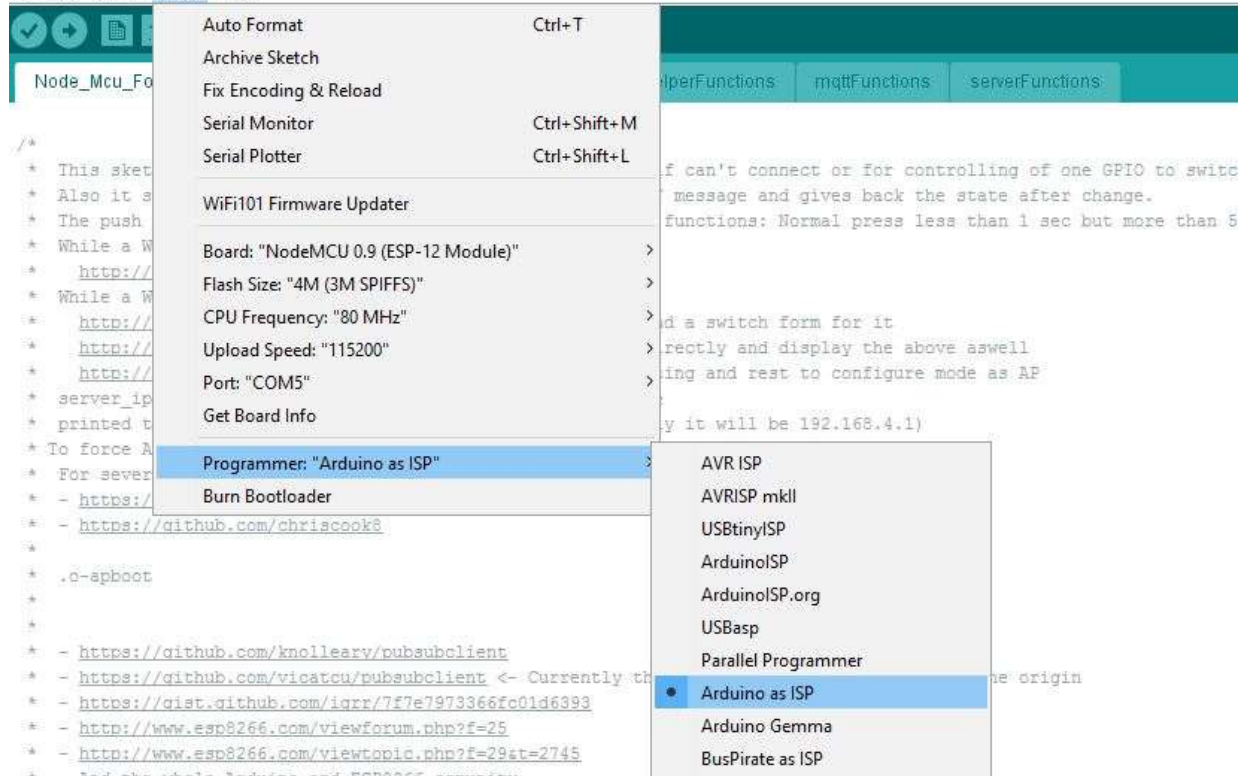 Auto Format Ctrl+T
Archive Sketch
Fix Encoding & Reload
Serial Monitor Ctrl+Shift+M
Serial Plotter Ctrl+Shift+L
WiFi101 Firmware Updater
Board: "NodeMCU 0.9 (ESP-12 Module)"
Flash Size: "4M (3M SPIFFS)"
CPU Frequency: "80 MHz"
Upload Speed: "115200"
Port: "COM5"
Get Board Info
Programmer: "Arduino as ISP"
Burn Bootloader
AVR ISP
AVRISP mkII
USBtinyISP
ArduinoISP
ArduinoISP.org
USBasp
Parallel Programmer
Arduino as ISP
Arduino Gemma
BusPirate as ISP
Node_Mcu_Fo lperFunctions mqttFunctions serverFunctions
/*
* This sket f can't connect or for controlling of one GPIO to switc
* Also it s message and gives back the state after change.
* The push functions: Normal press less than 1 sec but more than 5
* While a W
* http://
* While a W
* http:// d a switch form for it
* http:// rectly and display the above aswell
* http:// ing and rest to configure mode as AP
* server_ip
* printed t y it will be 192.168.4.1)
* To force A
* For sever
* - https:/
* - https://github.com/chriscook8
*
* .o-apboot
*
*
* - https://github.com/knolleary/pubsubclient
* - https://github.com/vicatcu/pubsubclient <- Currently th he origin
* - https://gist.github.com/igrr/7f7e7973366fc01d6393
* - http://www.esp8266.com/viewforum.php?f=25
* - http://www.esp8266.com/viewtopic.php?f=29&t=2745